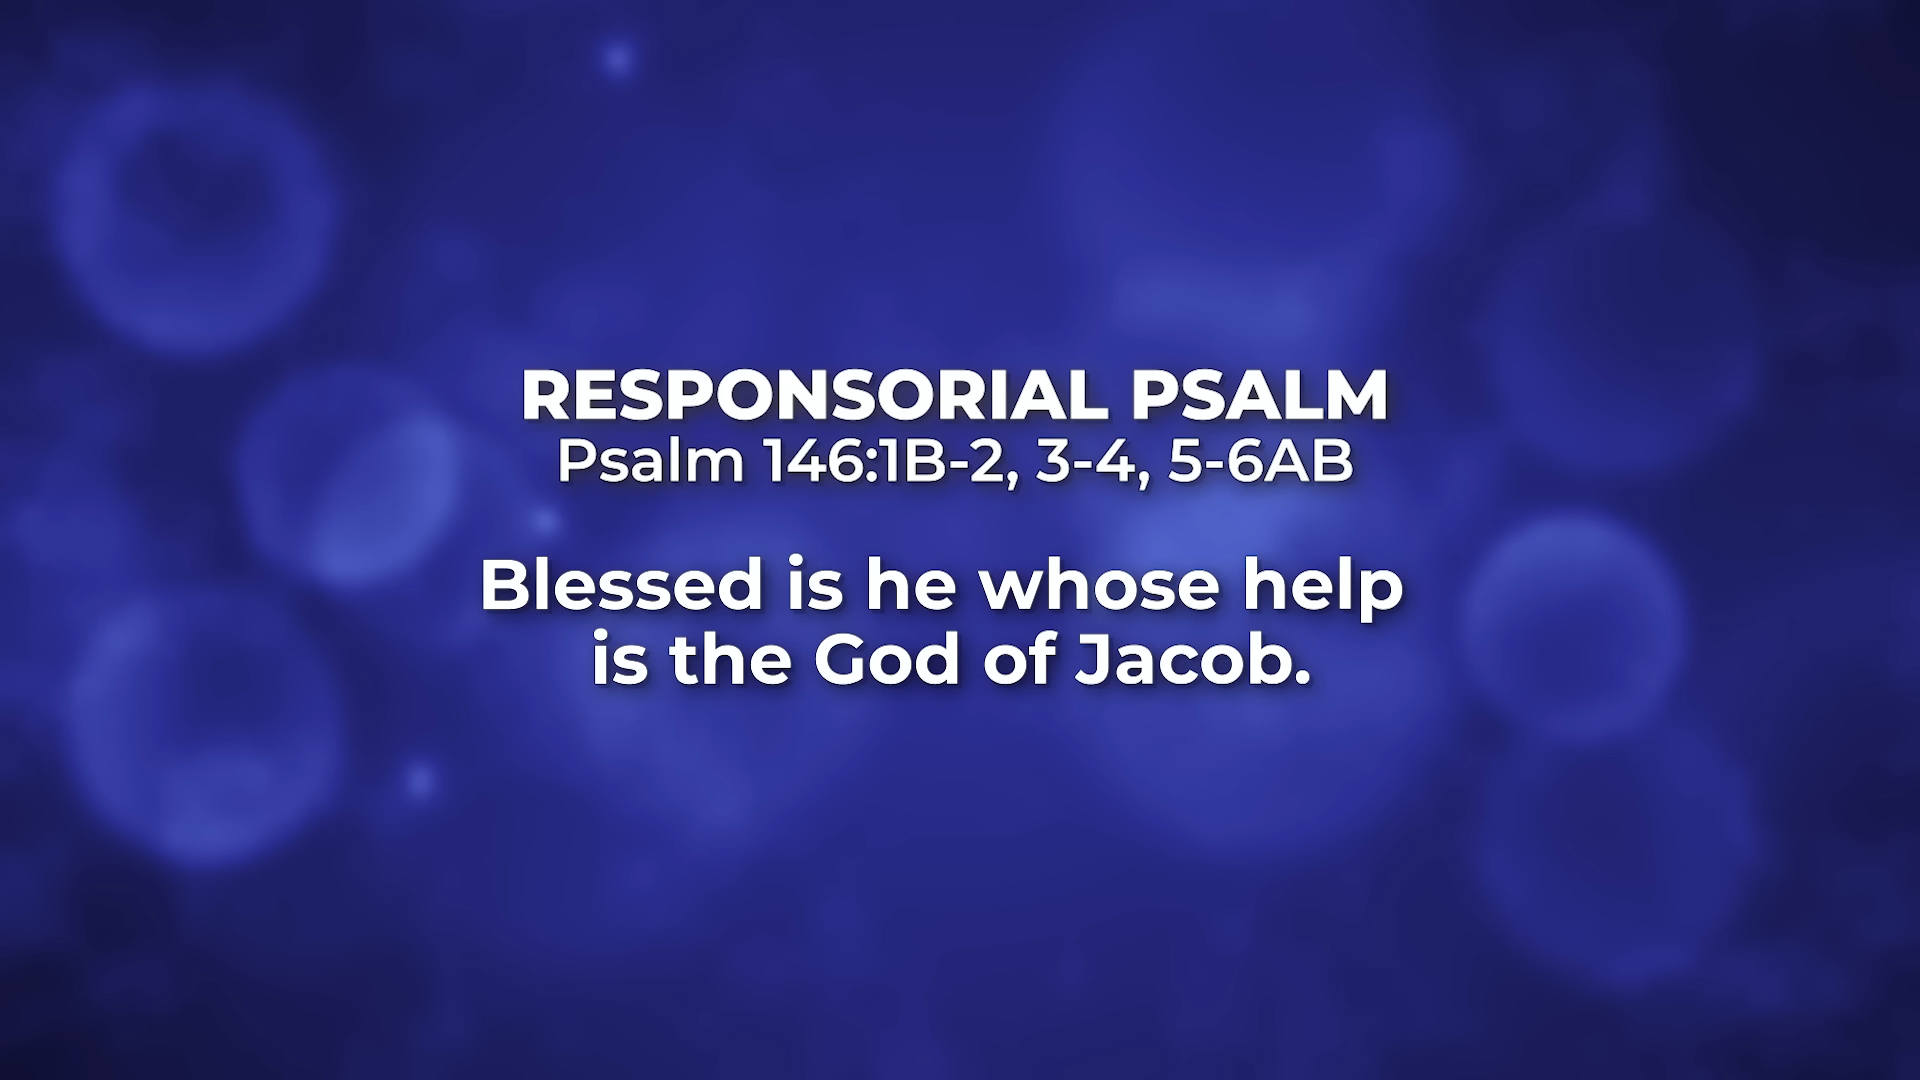 RESPONSORIAL PSALM
Psalm 146:1B-2, 3-4, 5-6AB
Blessed is he whose help
is the God of Jacob.